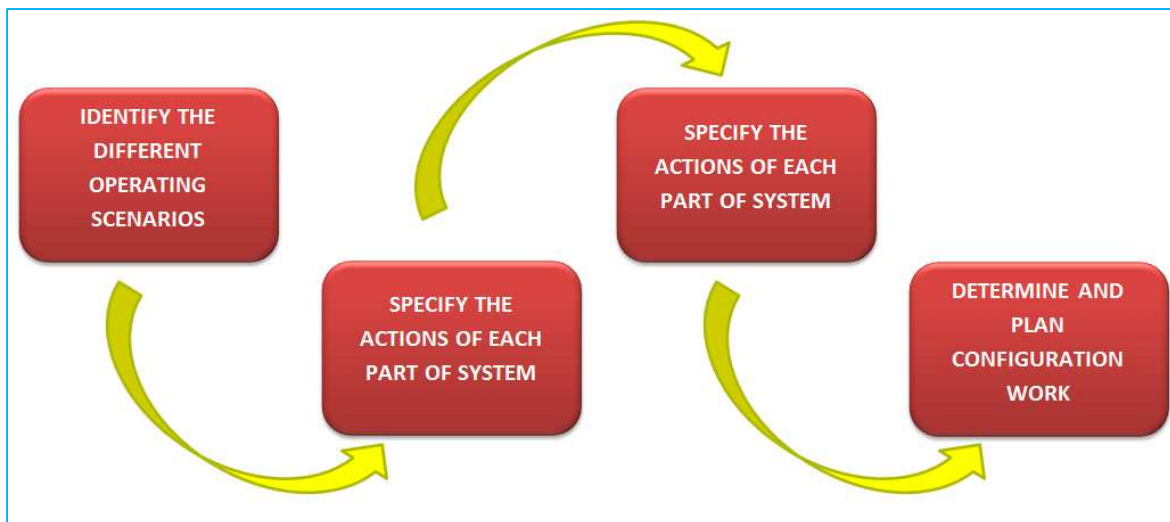 IDENTIFY THE
DIFFERENT
OPERATING
SCENARIOS
SPECIFY THE
ACTIONS OF EACH
PART OF SYSTEM
SPECIFY THE
ACTIONS OF EACH
PART OF SYSTEM
DETERMINE AND
PLAN
CONFIGURATION
WORK